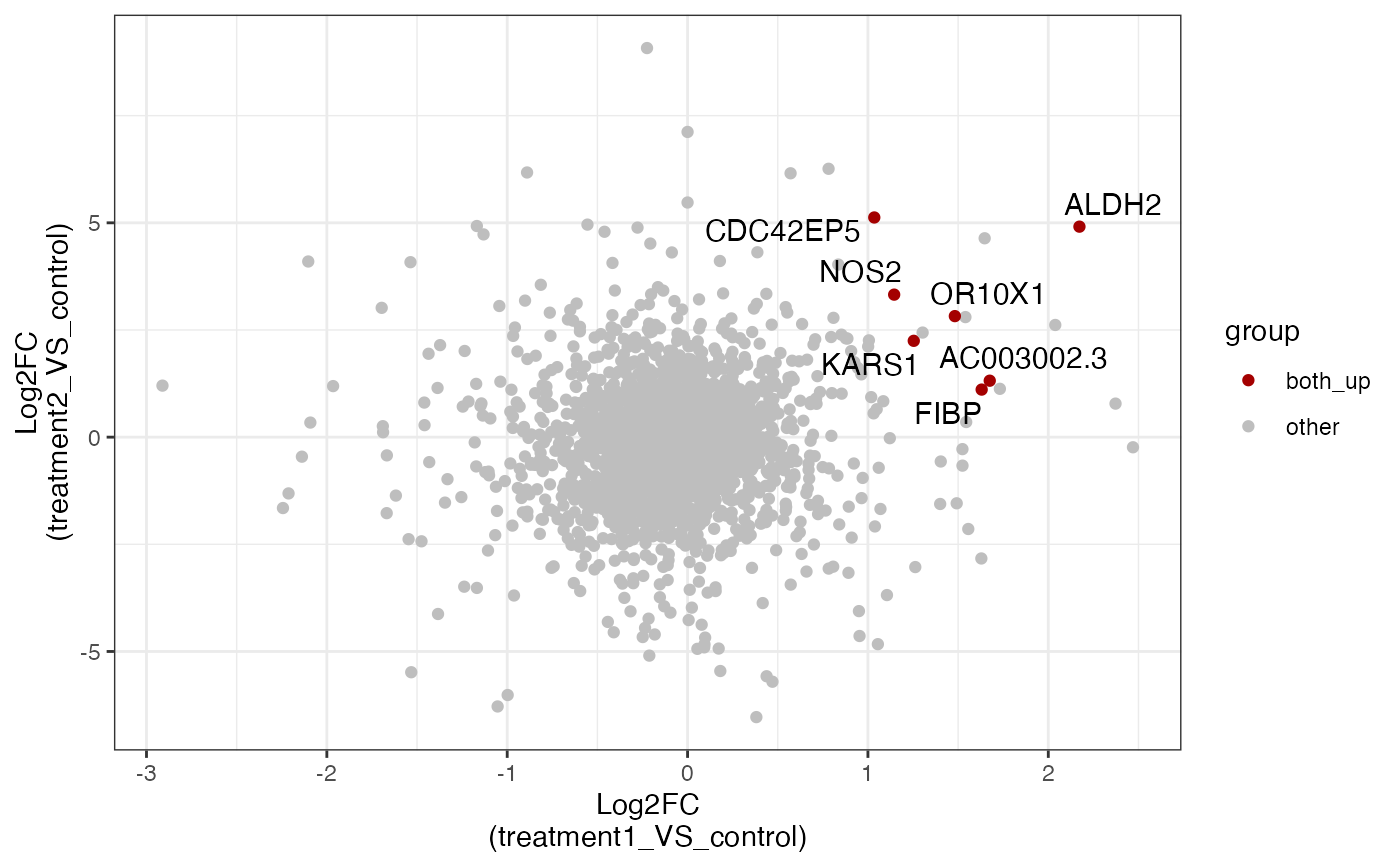 ALDH2
CDC42EP5
NOS2
OR10X1
KARS1
AC003002.3
FIBP
5
0
-5
-3
-2
-1
0
1
2
Log2FC
(treatment2_VS_control)
Log2FC
(treatment1_VS_control)
group
both_up
other